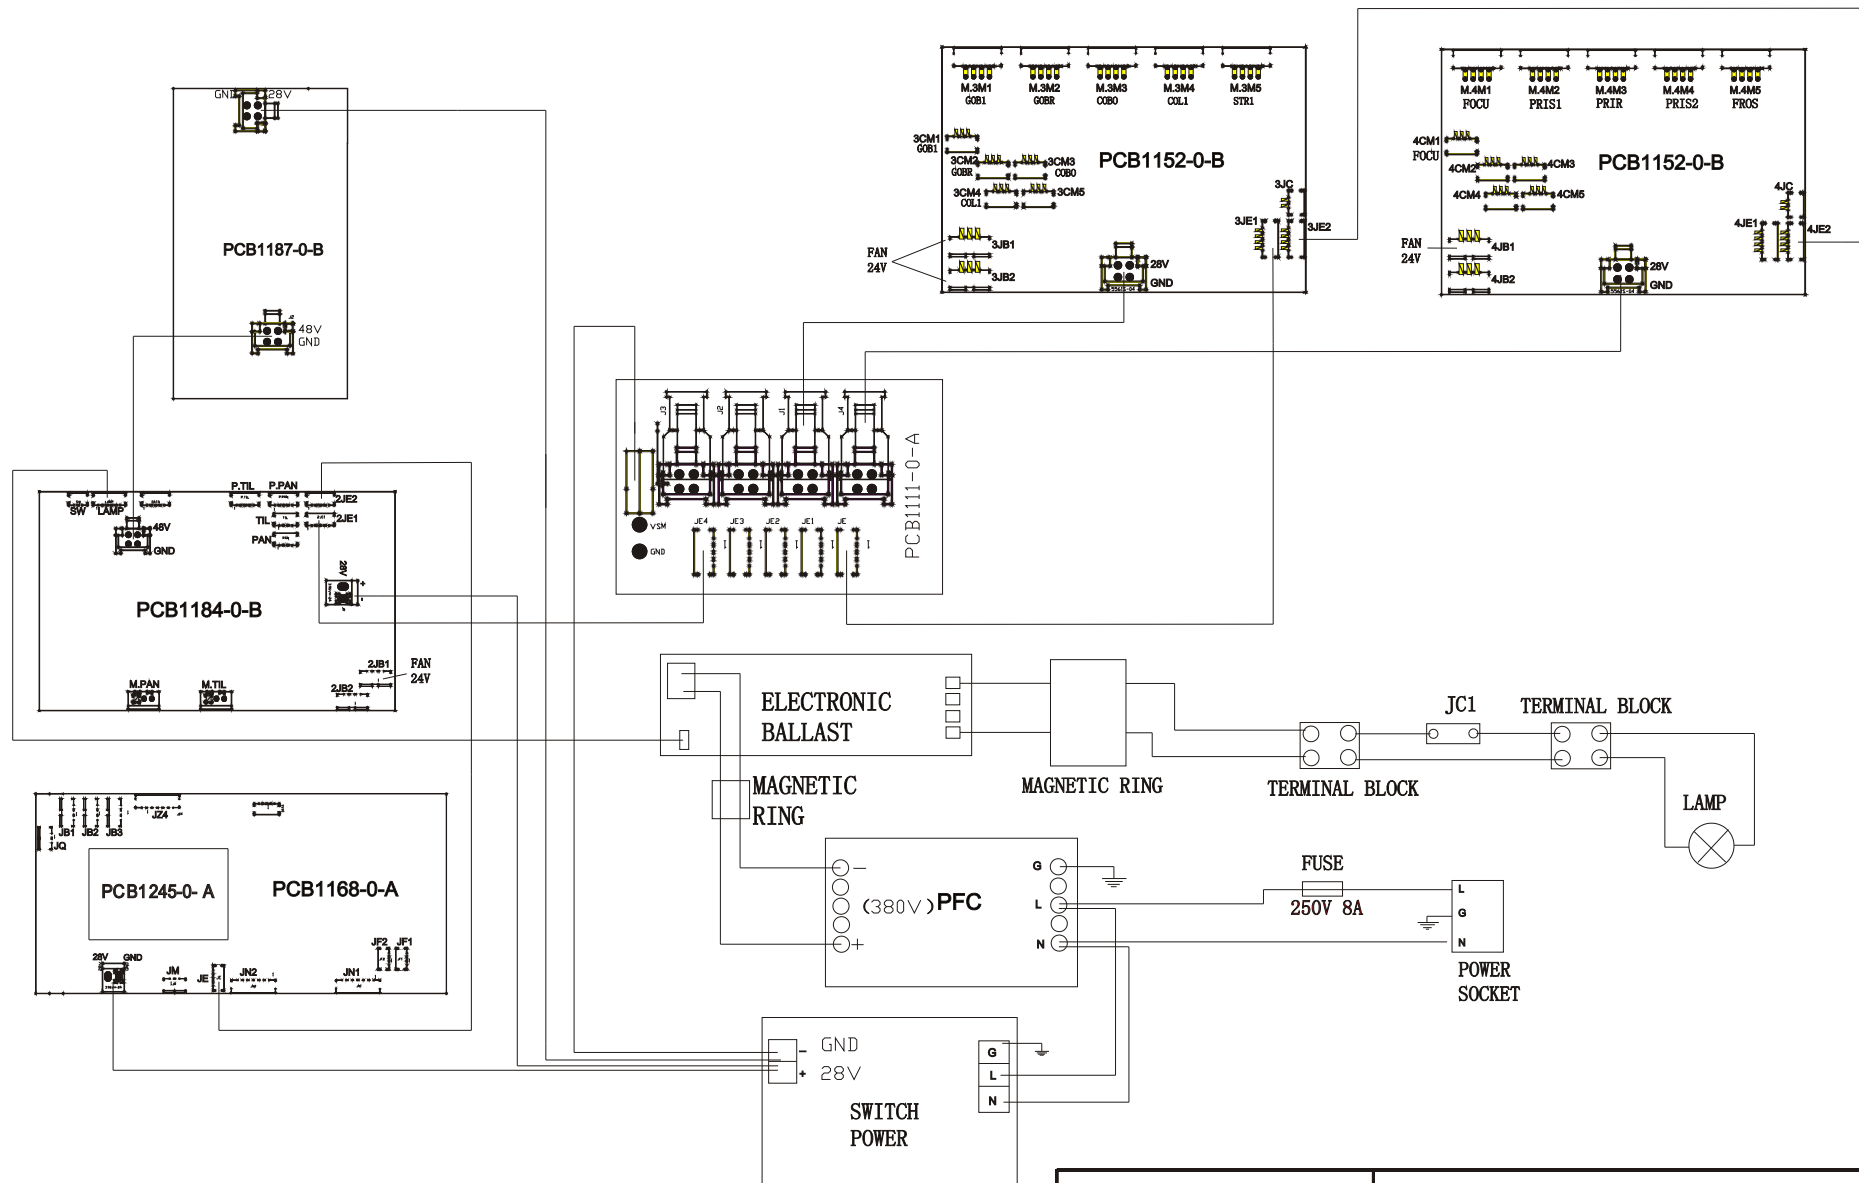 GND 28V
PCB1187-0-B
J2
48V
GND
M.3M1 M.3M2 M.3M3 M.3M4 M.3M5
GOB1 GOBR COBO COL1 STR1
3CM1
GOB1
3CM2 3CM3
GOBR COBO
3CM4 3CM5
COL1
PCB1152-0-B
3JC
3JE1 3JE2
FAN
24V
3JB1
3JB2
28V
GND
M.4M1 M.4M2 M.4M3 M.4M4 M.4M5
FOCU PRIS1 PRIR PRIS2 FROS
4CM1
FOCU
4CM2 4CM3
4CM4 4CM5
PCB1152-0-B
4JC
4JE1 4JE2
FAN
24V
4JB1
4JB2
28V
GND
J3 J2 J1 J4
PCB1111-0-A
VSM
GND
JE4 JE3 JE2 JE1 JE
P.TIL P.PAN
2JE2
SW LAMP
TIL 2JE1
48V
PAN
GND
28V
PCB1184-0-B
M.PAN M.TIL
2JB1
2JB2
FAN
24V
ELECTRONIC
BALLAST
MAGNETIC
RING
MAGNETIC RING
TERMINAL BLOCK
JC1
TERMINAL BLOCK
LAMP
JB1 JB2 JB3
JZ4
JQ
PCB1245-0- A
PCB1168-0-A
JF2 JF1
28V GND
JM JE JN2 JN1
−
(380V) PFC
+
G
L
N
FUSE
250V 8A
L
G
N
POWER
SOCKET
− GND
+ 28V
G
L
N
SWITCH
POWER